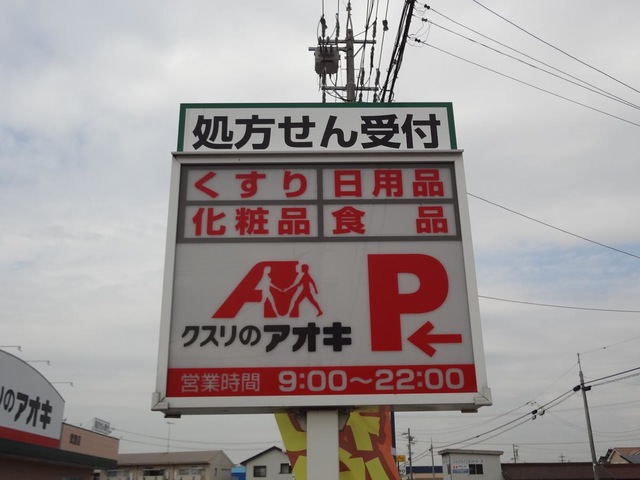 処方せん受付
くすり 日用品
化粧品 食品
クスリのアオキ
P
営業時間 9:00〜22:00
のアオキ